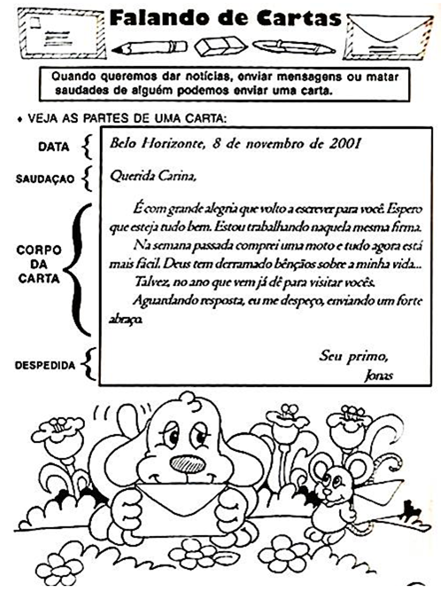 Falando de Cartas
Quando queremos dar notícias, enviar mensagens ou matar
saudades de alguém podemos enviar uma carta.
♦ VEJA AS PARTES DE UMA CARTA:
DATA
Belo Horizonte, 8 de novembro de 2001
SAUDAÇAO
Querida Carina,
CORPO
DA
CARTA
É com grande alegria que volto a escrever para você. Espero
que esteja tudo bem. Estou trabalhando naquela mesma firma.
Na semana passada comprei uma moto e tudo agora está
mais fácil. Deus tem derramado bênçãos sobre a minha vida...
Talvez, no ano que vem já dê para visitar vocês.
Aguardando resposta, eu me despeço, enviando um forte
abraço.
DESPEDIDA
Seu primo,
Jonas